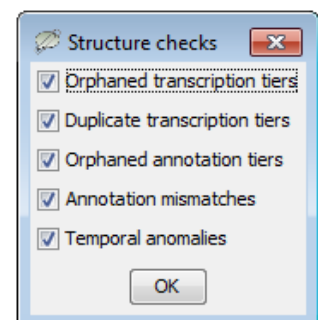 Structure checks
Orphaned transcription tiers
Duplicate transcription tiers
Orphaned annotation tiers
Annotation mismatches
Temporal anomalies
OK